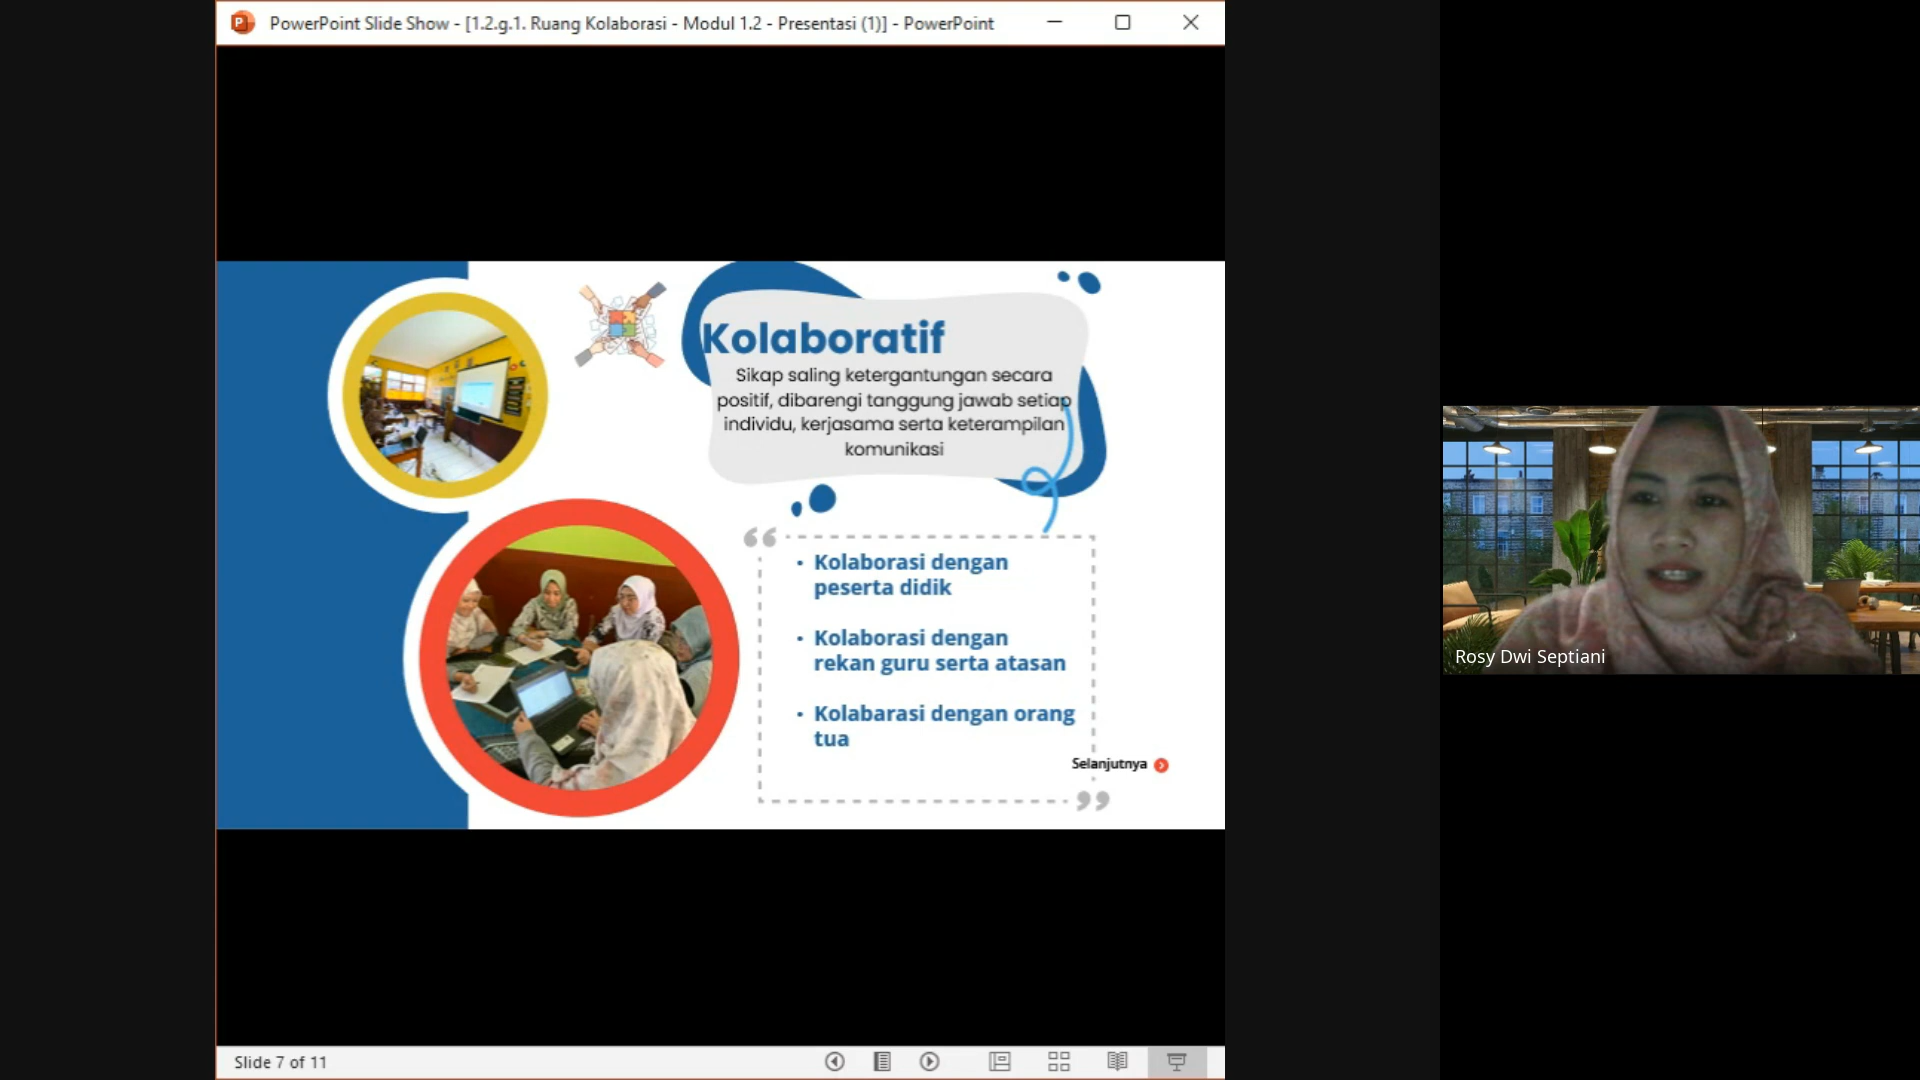 PowerPoint Slide Show - [1.2.g.1. Ruang Kolaborasi - Modul 1.2 - Presentasi (1)] - PowerPoint
Kolaboratif
Sikap saling ketergantungan secara
positif, dibarengi tanggung jawab setiap
individu, kerjasama serta keterampilan
komunikasi
“
• Kolaborasi dengan
peserta didik
• Kolaborasi dengan
rekan guru serta atasan
• Kolabarasi dengan orang
tua
Selanjutnya
”
Rosy Dwi Septiani
Slide 7 of 11